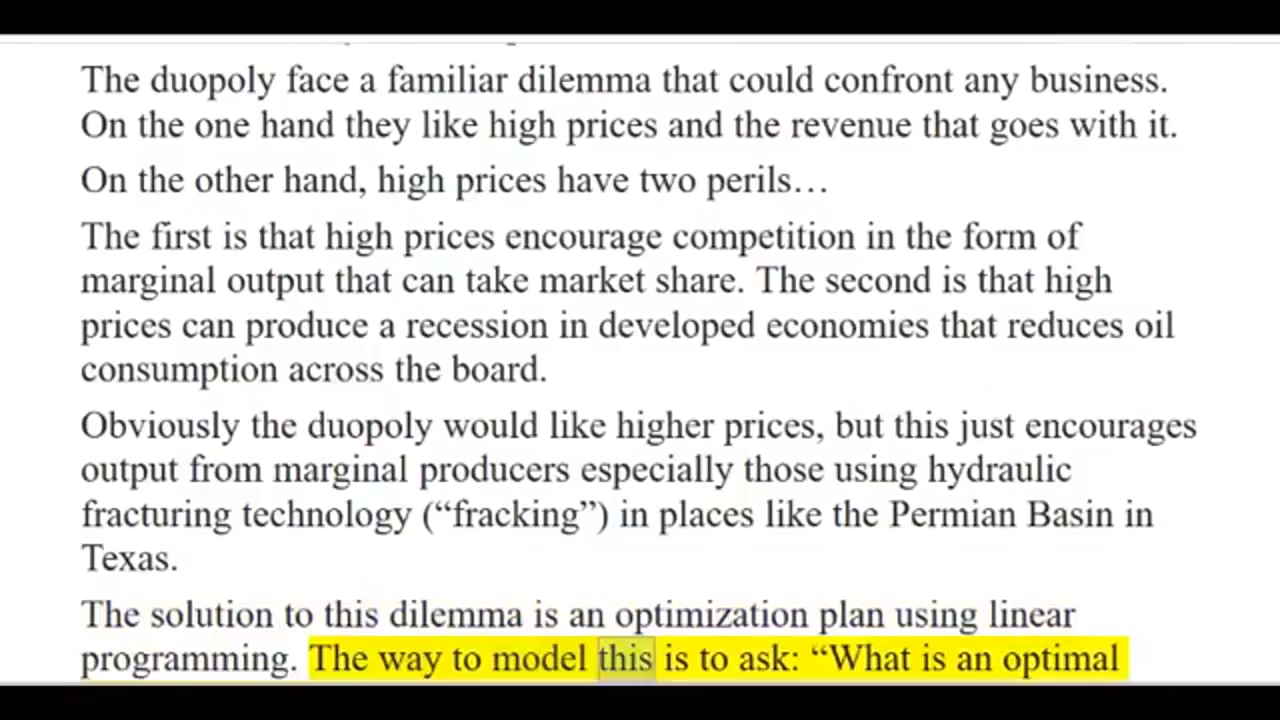 The duopoly face a familiar dilemma that could confront any business.
On the one hand they like high prices and the revenue that goes with it.
On the other hand, high prices have two perils…
The first is that high prices encourage competition in the form of
marginal output that can take market share. The second is that high
prices can produce a recession in developed economies that reduces oil
consumption across the board.
Obviously the duopoly would like higher prices, but this just encourages
output from marginal producers especially those using hydraulic
fracturing technology (“fracking”) in places like the Permian Basin in
Texas.
The solution to this dilemma is an optimization plan using linear
programming. The way to model this is to ask: “What is an optimal